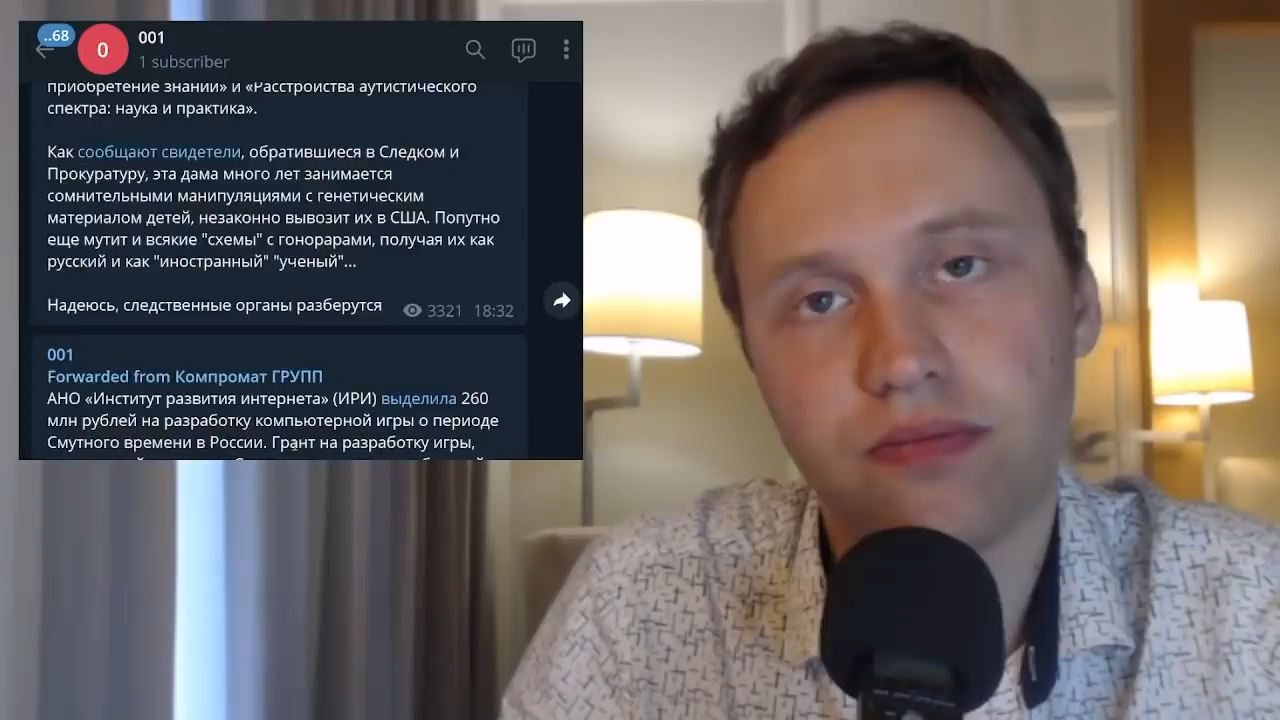 ..68
0
001
1 subscriber
приобретение знаний» и «Расстройства аутистического
спектра: наука и практика».
Как сообщают свидетели, обратившиеся в Следком и
Прокуратуру, эта дама много лет занимается
сомнительными манипуляциями с генетическим
материалом детей, незаконно вывозит их в США. Попутно
еще мутит и всякие "схемы" с гонорарами, получая их как
русский и как "иностранный" "ученый"...
Надеюсь, следственные органы разберутся
3321 18:32
001
Forwarded from Компромат ГРУПП
АНО «Институт развития интернета» (ИРИ) выделила 260
млн рублей на разработку компьютерной игры о периоде
Смутного времени в России. Грант на разработку игры,